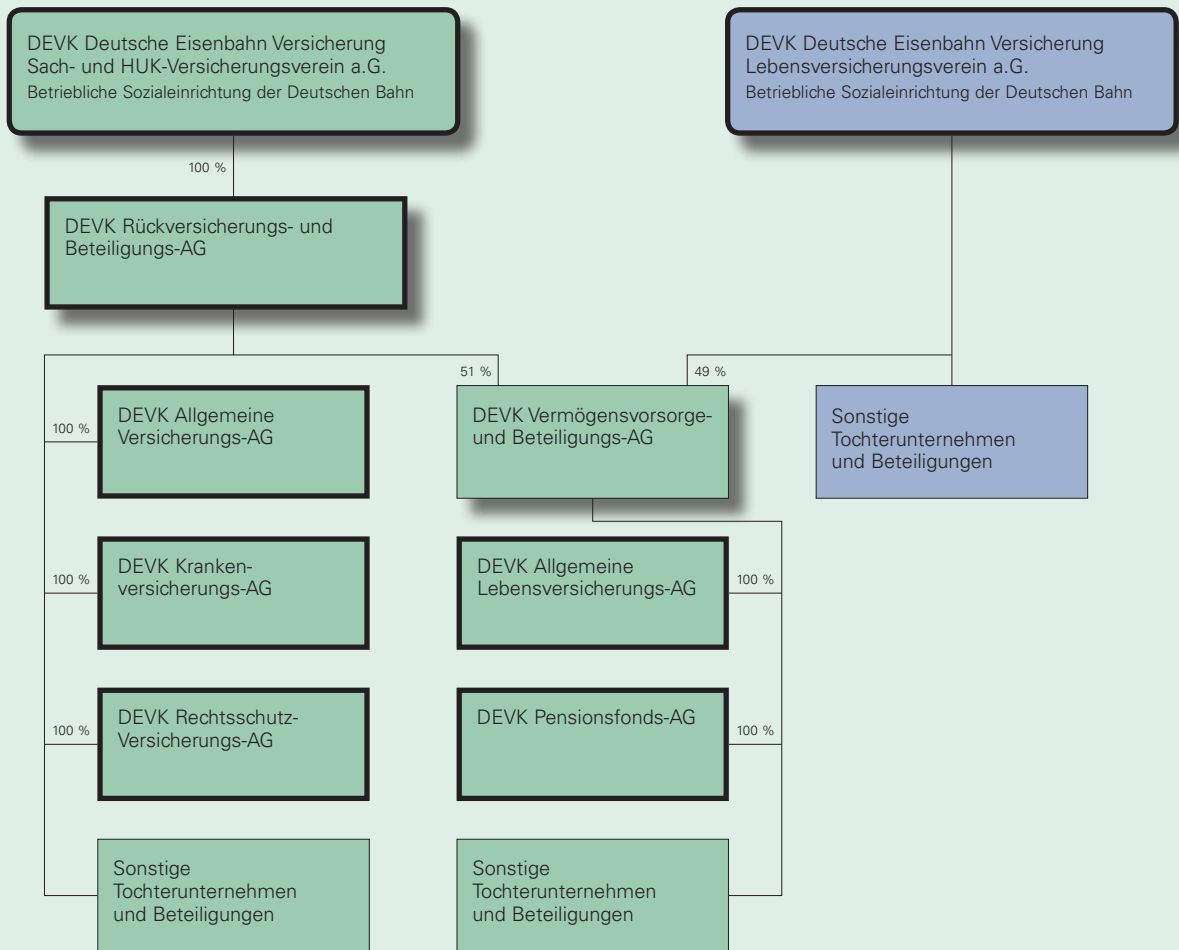 DEVK Deutsche Eisenbahn Versicherung
Sach- und HUK-Versicherungsverein a.G.
Betriebliche Sozialeinrichtung der Deutschen Bahn
DEVK Deutsche Eisenbahn Versicherung
Lebensversicherungsverein a.G.
Betriebliche Sozialeinrichtung der Deutschen Bahn
100 %
DEVK Rückversicherungs- und
Beteiligungs-AG
51 %
49 %
100 %
DEVK Allgemeine
Versicherungs-AG
DEVK Vermögensvorsorge-
und Beteiligungs-AG
Sonstige
Tochterunternehmen
und Beteiligungen
100 %
DEVK Kranken-
versicherungs-AG
DEVK Allgemeine
Lebensversicherungs-AG
100 %
100 %
DEVK Rechtsschutz-
Versicherungs-AG
DEVK Pensionsfonds-AG
100 %
Sonstige
Tochterunternehmen
und Beteiligungen
Sonstige
Tochterunternehmen
und Beteiligungen